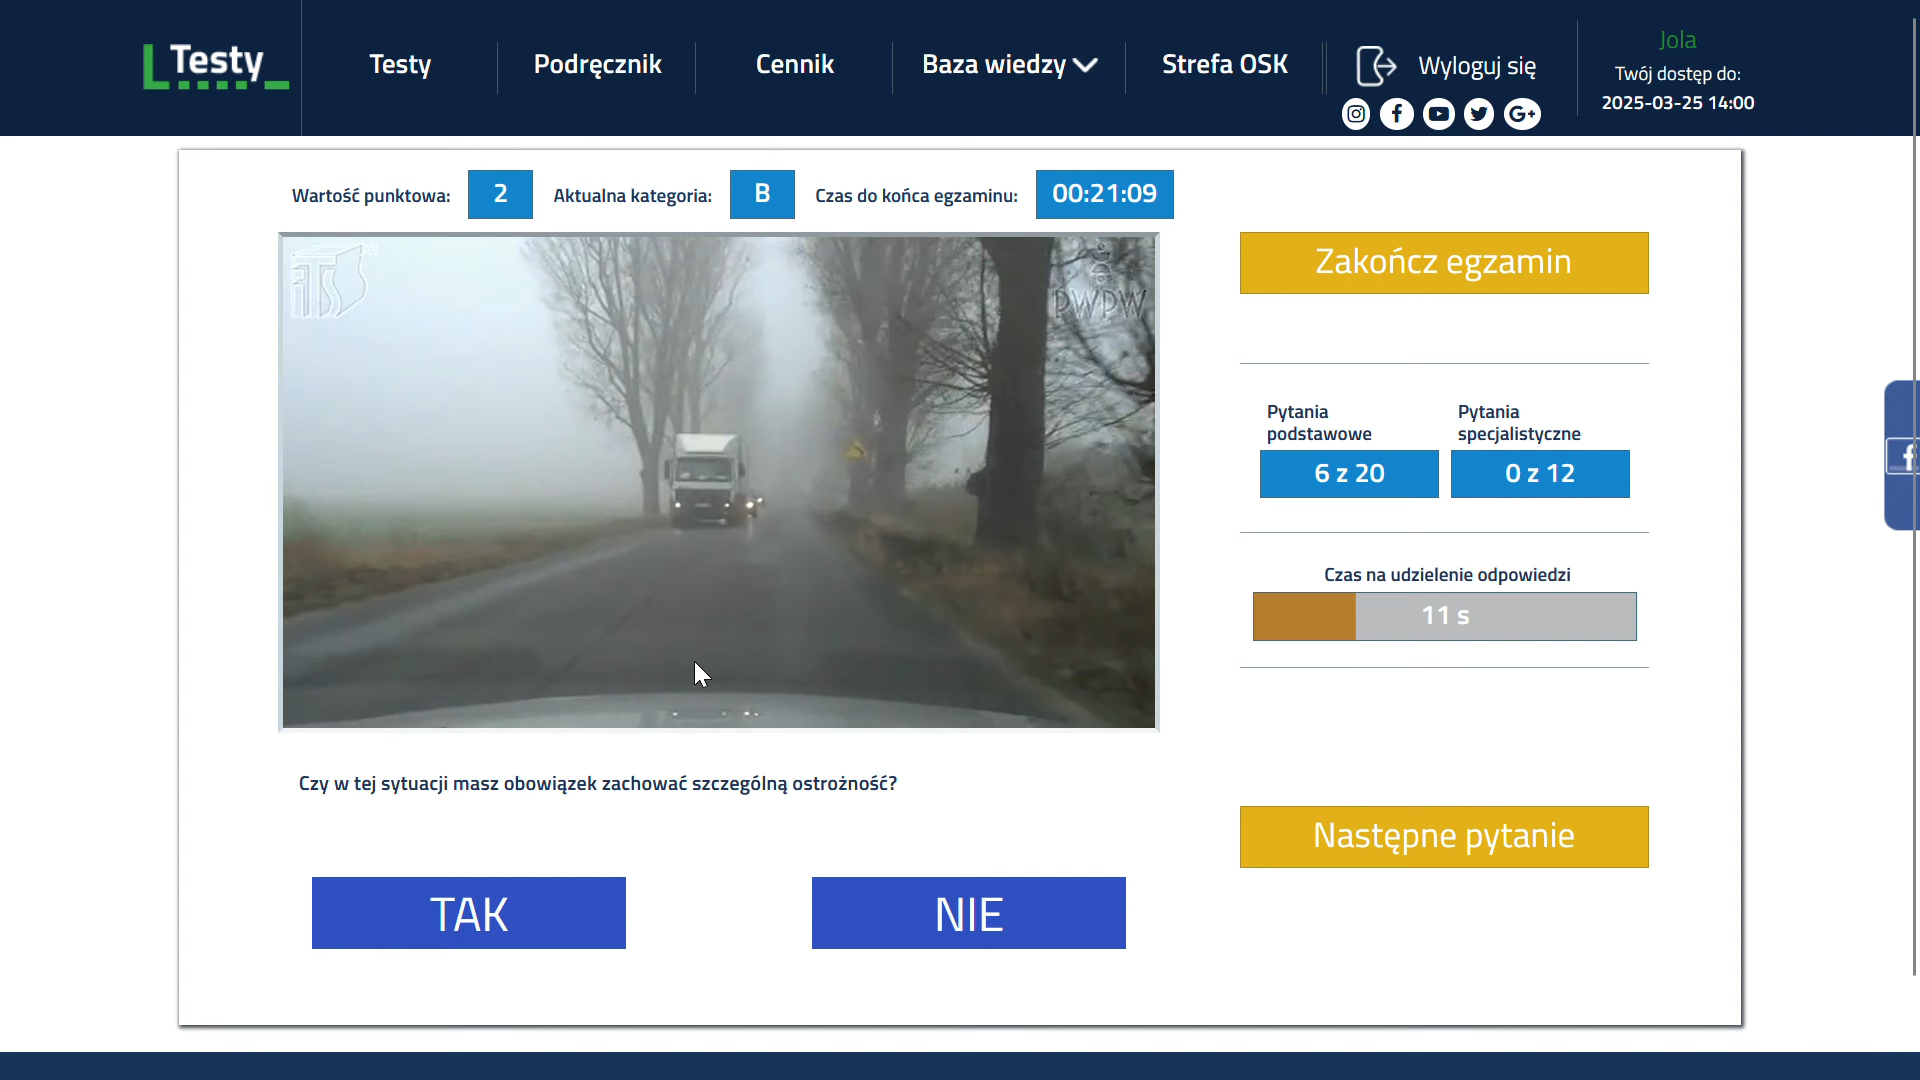 Testy
Testy
Podręcznik
Cennik
Baza wiedzy
Strefa OSK
Wyloguj się
Jola
Twój dostęp do:
2025-03-25 14:00
Wartość punktowa: 2 Aktualna kategoria: B Czas do końca egzaminu: 00:21:09
ITS
PWPW
Zakończ egzamin
Pytania podstawowe
6 z 20
Pytania specjalistyczne
0 z 12
Czas na udzielenie odpowiedzi
11 s
Czy w tej sytuacji masz obowiązek zachować szczególną ostrożność?
Następne pytanie
TAK
NIE